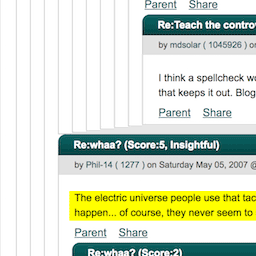 Parent Share
Re:Teach the contro
by mdsolar ( 1045926 ) o
I think a spellcheck wo
that keeps it out. Blog
Parent Share
Re:whaa? (Score:5, Insightful)
by Phil-14 ( 1277 ) on Saturday May 05, 2007 @
The electric universe people use that tac
happen... of course, they never seem to
Parent Share
Re:whaa? (Score:2)